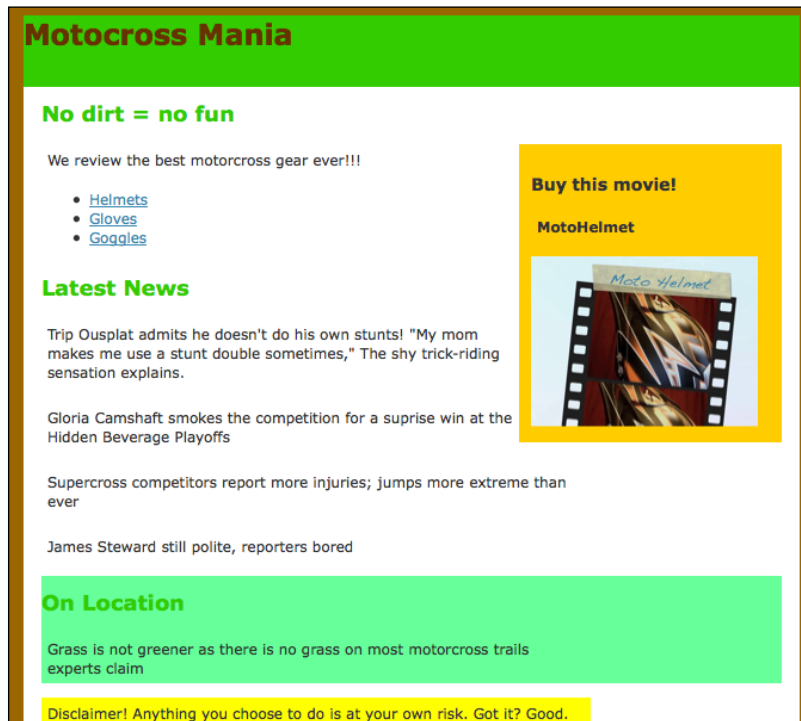 Motocross Mania
No dirt = no fun
We review the best motorcross gear ever!!!
Helmets
Gloves
Goggles
Buy this movie!
MotoHelmet
Moto Helmet
Latest News
Trip Ousplat admits he doesn't do his own stunts! "My mom
makes me use a stunt double sometimes," The shy trick-riding
sensation explains.
Gloria Camshaft smokes the competition for a suprise win at the
Hidden Beverage Playoffs
Supercross competitors report more injuries; jumps more extreme than
ever
James Steward still polite, reporters bored
On Location
Grass is not greener as there is no grass on most motorcross trails
experts claim
Disclaimer! Anything you choose to do is at your own risk. Got it? Good.